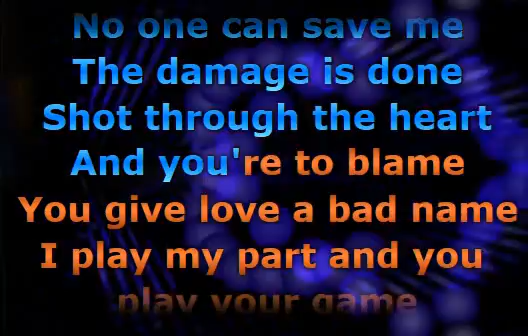 No one can save me
The damage is done
Shot through the heart
And you're to blame
You give love a bad name
I play my part and you
play your game